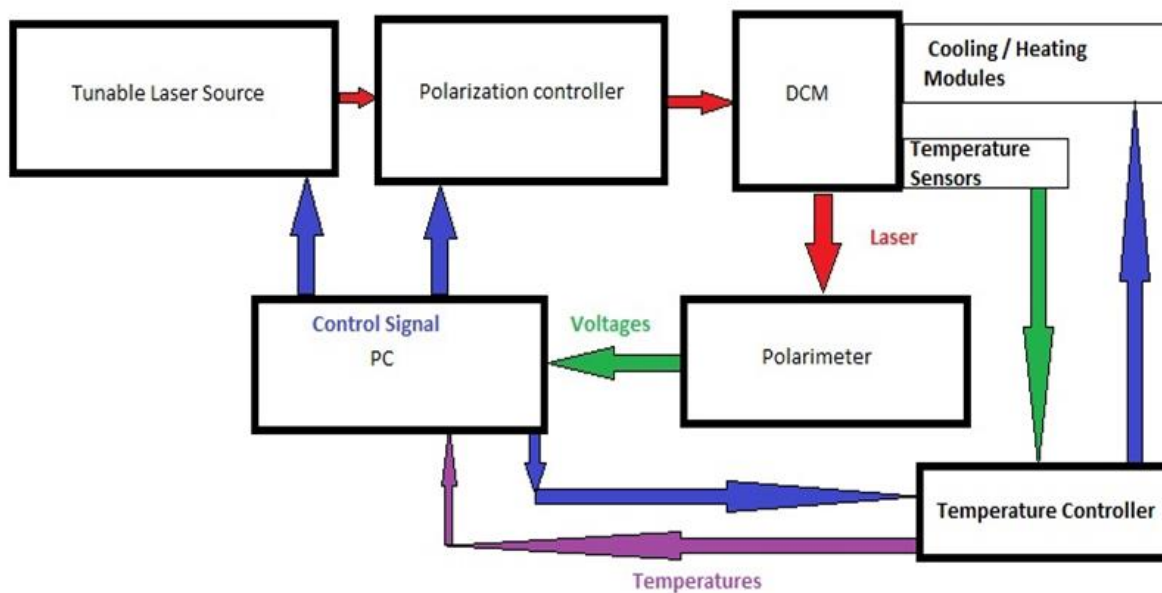 Tunable Laser Source
Polarization controller
DCM
Cooling / Heating
Modules
Temperature
Sensors
Laser
Control Signal
PC
Voltages
Polarimeter
Temperature Controller
Temperatures